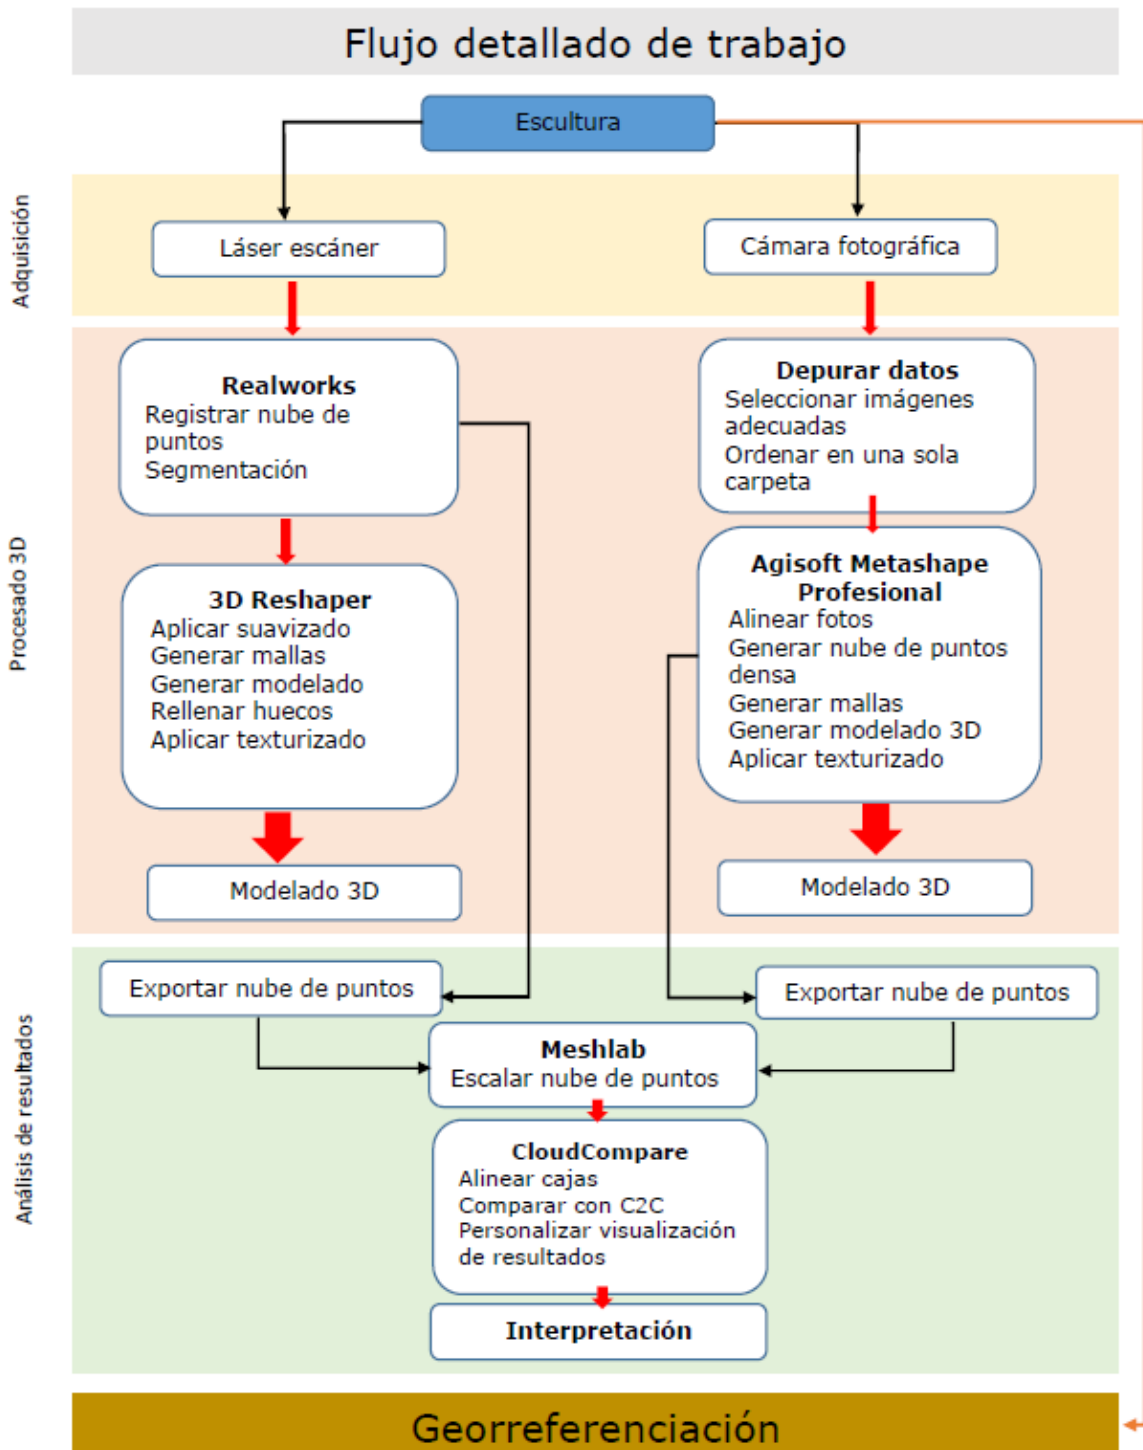 Flujo detallado de trabajo
Escultura
Adquisición
Láser escáner
Cámara fotográfica
Procesado 3D
Realworks
Registrar nube de
puntos
Segmentación
Depurar datos
Seleccionar imágenes
adecuadas
Ordenar en una sola
carpeta
3D Reshaper
Aplicar suavizado
Generar mallas
Generar modelado
Rellenar huecos
Aplicar texturizado
Agisoft Metashape
Profesional
Alinear fotos
Generar nube de puntos
densa
Generar mallas
Generar modelado 3D
Aplicar texturizado
Modelado 3D
Modelado 3D
Análisis de resultados
Exportar nube de puntos
Exportar nube de puntos
Meshlab
Escalar nube de puntos
CloudCompare
Alinear cajas
Comparar con C2C
Personalizar visualización
de resultados
Interpretación
Georreferenciación